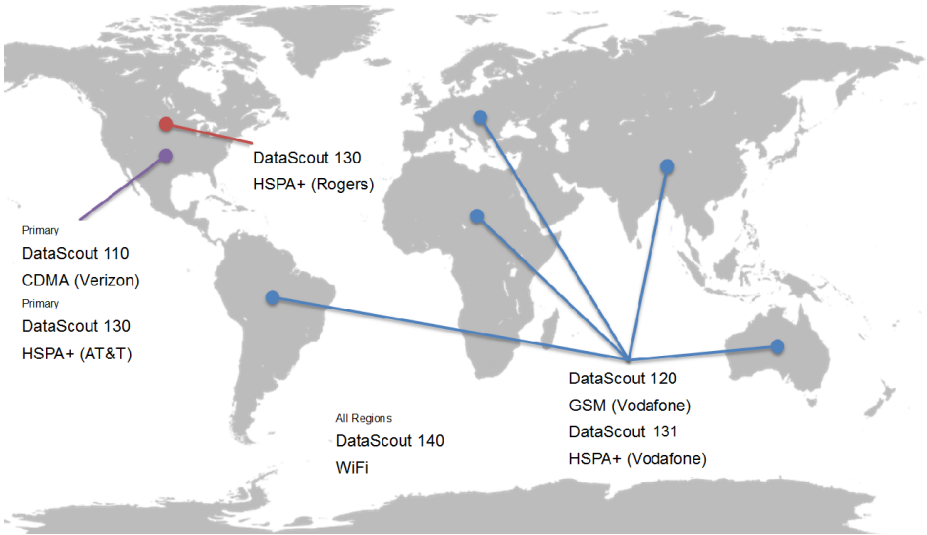 DataScout 130
HSPA+ (Rogers)
Primary
DataScout 110
CDMA (Verizon)
Primary
DataScout 130
HSPA+ (AT&T)
All Regions
DataScout 140
WiFi
DataScout 120
GSM (Vodafone)
DataScout 131
HSPA+ (Vodafone)